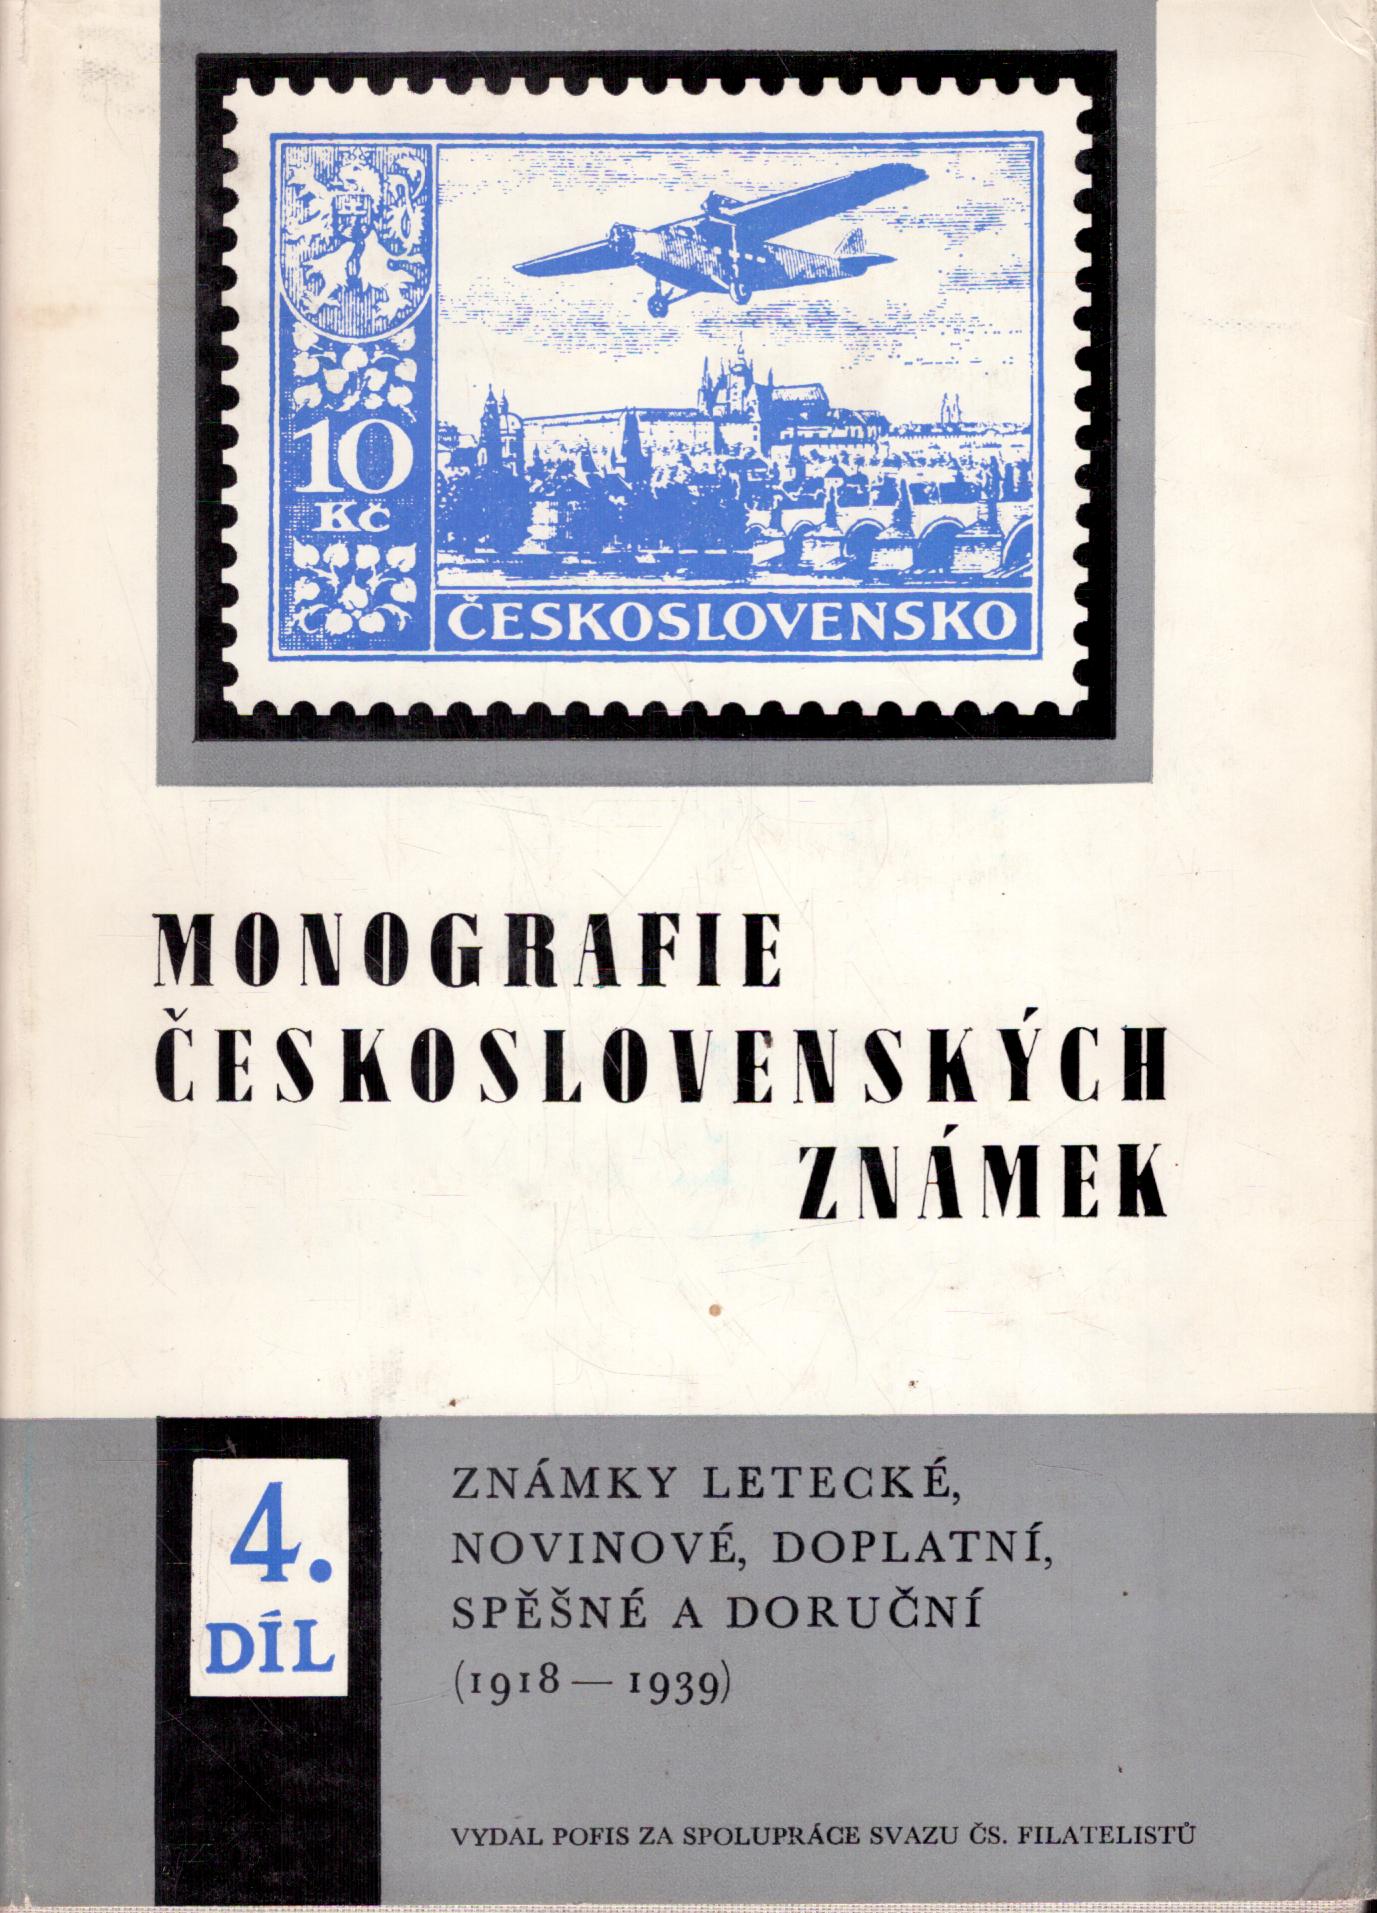 10
Kč
ČESKOSLOVENSKO
MONOGRAFIE
ČESKOSLOVENSKÝCH
ZNÁMEK
4.
DÍL
ZNÁMKY LETECKÉ,
NOVINOVÉ, DOPLATNÍ,
SPĚŠNÉ A DORUČNÍ
(1918 — 1939)
VYDAL POFIS ZA SPOLUPRÁCE SVAZU ČS. FILATELISTŮ